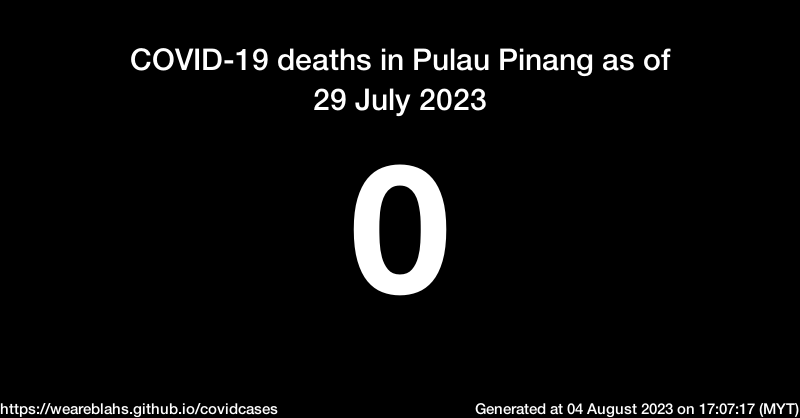 COVID-19 deaths in Pulau Pinang as of
29 July 2023
0
https://weareblahs.github.io/covidcases
Generated at 04 August 2023 on 17:07:17 (MYT)